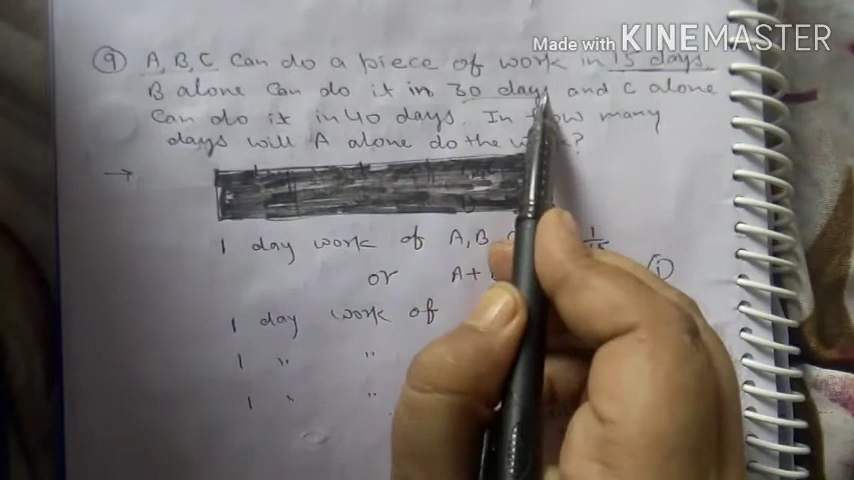 Made with KINEMASTER
9 A, B, C Can do a piece of work in 15 days.
B alone Can do it in 30 days and C alone
Can do it in 40 days. In how many
days will A alone do the
→
1 day work of A, B
or A+ (i)
1 day work of
1 " "
1 " "